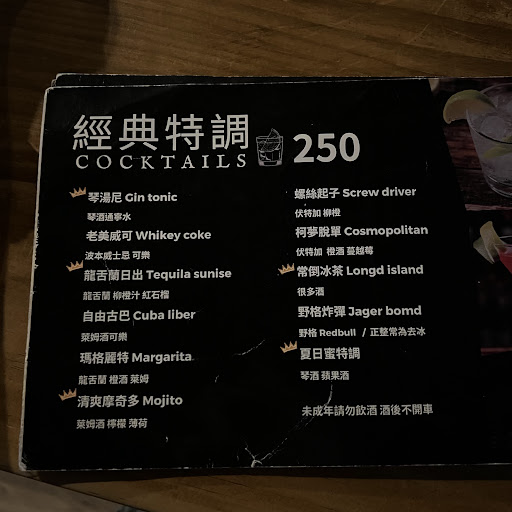 經典特調
COCKTAILS 250
琴湯尼 Gin tonic
琴酒通寧水
老美威可 Whikey coke
波本威士忌 可樂
龍舌蘭日出 Tequila sunise
龍舌蘭 柳橙汁 紅石榴
自由古巴 Cuba liber
萊姆酒可樂
瑪格麗特 Margarita
龍舌蘭 橙酒 萊姆
清爽摩奇多 Mojito
萊姆酒 檸檬 薄荷
螺絲起子 Screw driver
伏特加 柳橙
柯夢脫單 Cosmopolitan
伏特加 橙酒 蔓越莓
常倒冰茶 Longd island
很多酒
野格炸彈 Jager bomd
野格 Redbull / 正整常為去冰
夏日蜜特調
琴酒 蘋果酒
未成年請勿飲酒 酒後不開車